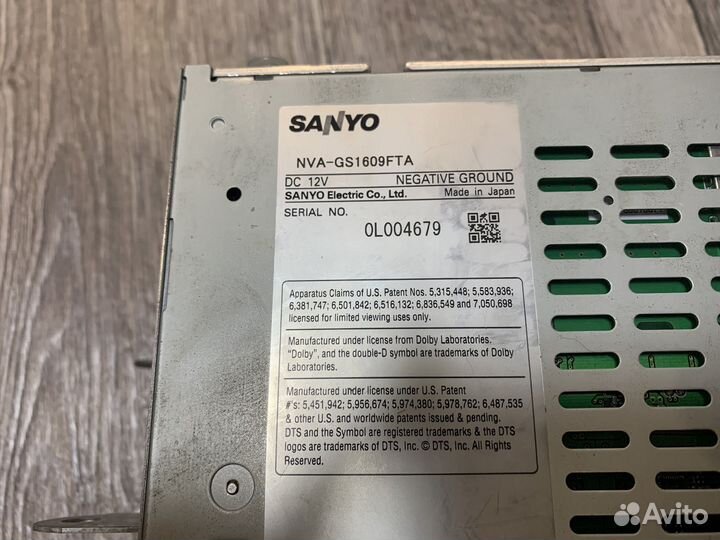 SANYO
NVA-GS1609FTA
DC 12V NEGATIVE GROUND
SANYO Electric Co., Ltd. Made in Japan
SERIAL NO.
0L004679
Apparatus Claims of U.S. Patent Nos. 5,315,448; 5,583,936;
6,381,747; 6,501,842; 6,516,132; 6,836,549 and 7,050,698
licensed for limited viewing uses only.
Manufactured under license from Dolby Laboratories.
"Dolby", and the double-D symbol are trademarks of Dolby
Laboratories.
Manufactured under license under U.S. Patent
#'s: 5,451,942; 5,956,674; 5,974,380; 5,978,762; 6,487,535
& other U.S. and worldwide patents issued & pending.
DTS and the Symbol are registered trademarks & the DTS
logos are trademarks of DTS, Inc. © DTS, Inc. All Rights
Reserved.
Avito